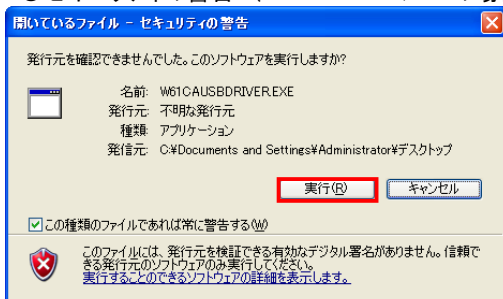 開いているファイル - セキュリティの警告
発行元を確認できませんでした。このソフトウェアを実行しますか?
名前: W61CAUSBDRIVER.EXE
発行元: 不明な発行元
種類: アプリケーション
発信元: C:¥Documents and Settings¥Administrator¥デスクトップ
実行(R) キャンセル
この種類のファイルであれば常に警告する(W)
このファイルには、発行元を検証できる有効なデジタル署名がありません。信頼で
きる発行元のソフトウェアのみ実行してください。
実行することのできるソフトウェアの詳細を表示します。